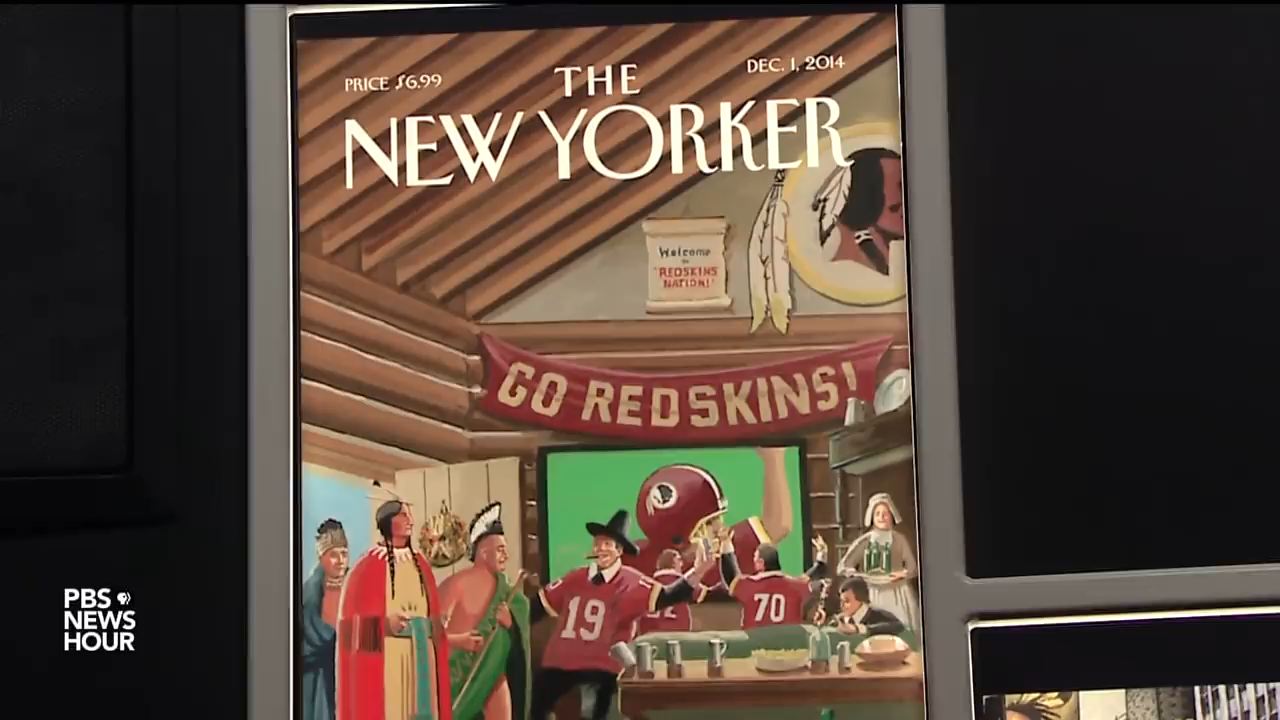 PRICE $6.99
THE
DEC. 1, 2014
NEW YORKER
Welcome
to
"REDSKINS
NATION!"
GO REDSKINS!
19
70
PBS
NEWS
HOUR